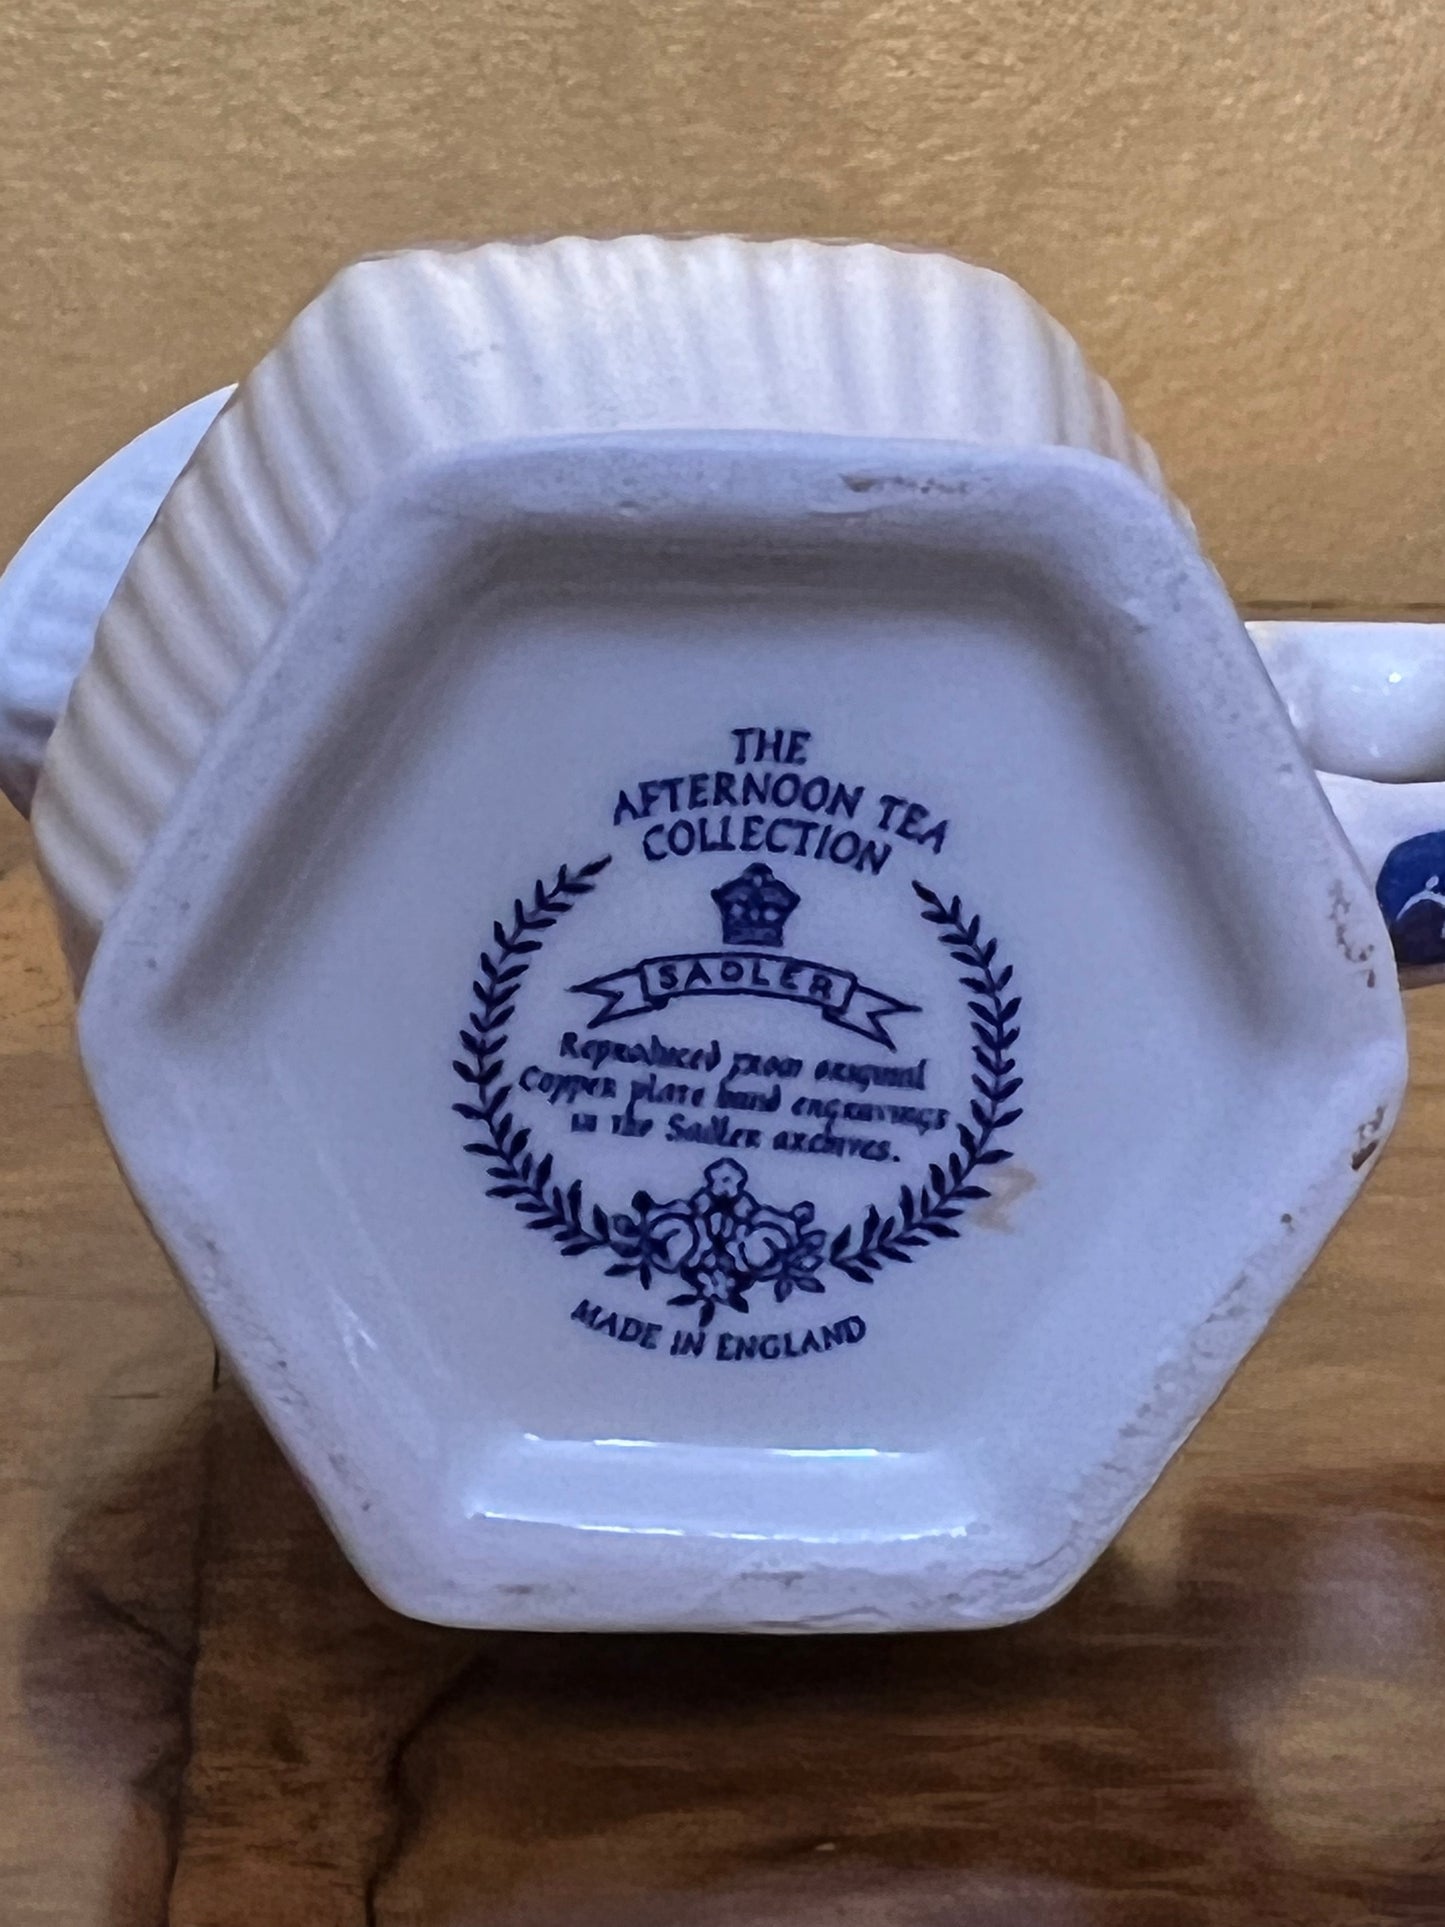 THE
AFTERNOON TEA
COLLECTION
SADLER
Reproduced from original
Copper plate hand engravings
in the Sadler archives.
MADE IN ENGLAND